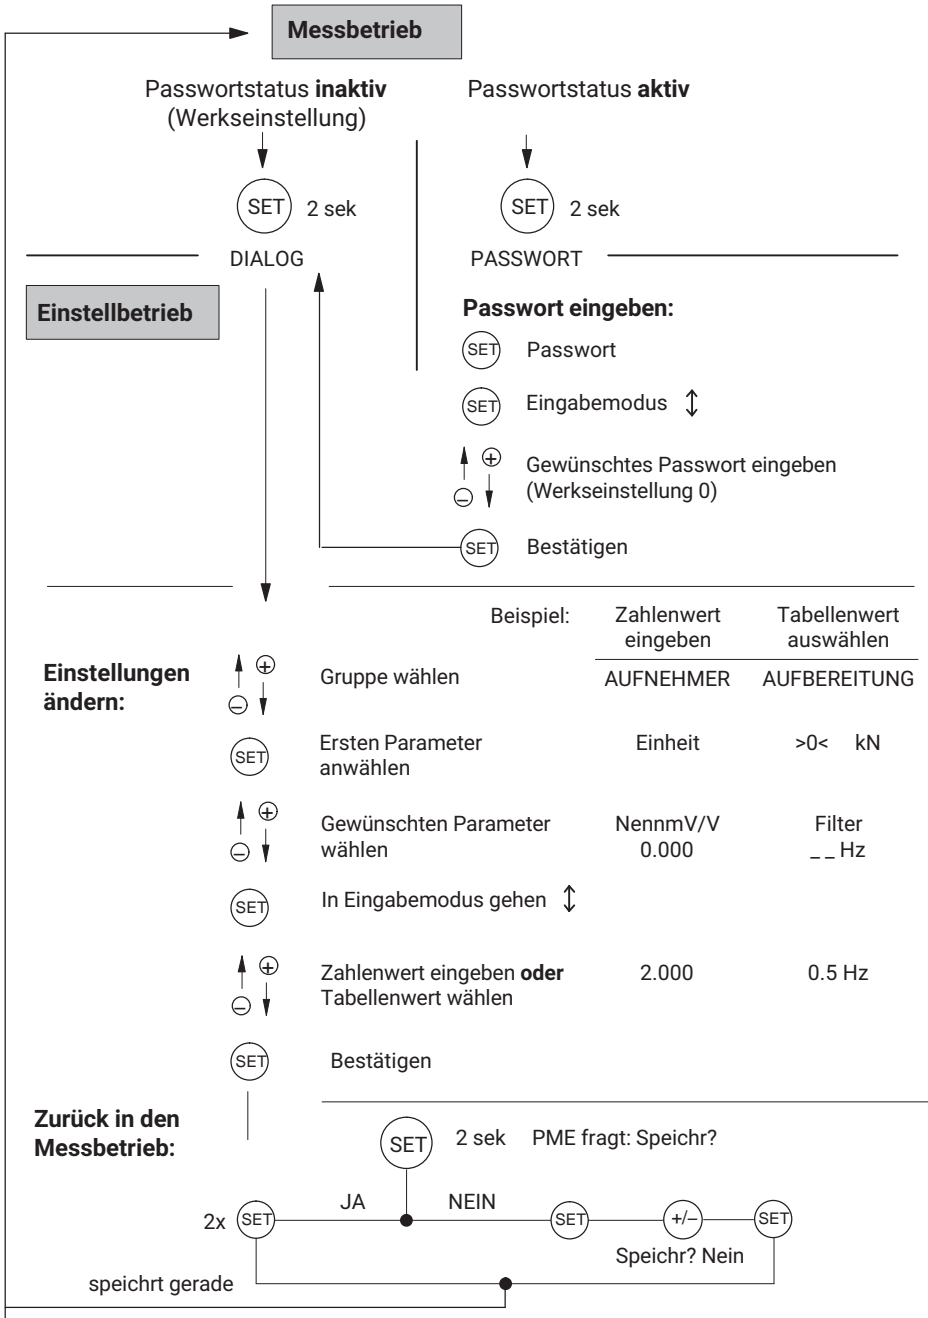 Messbetrieb
Passwortstatus inaktiv
(Werkseinstellung)
Passwortstatus aktiv
SET 2 sek
SET 2 sek
DIALOG
PASSWORT
Einstellbetrieb
Passwort eingeben:
SET Passwort
SET Eingabemodus ↕
+
−
Gewünschtes Passwort eingeben
(Werkseinstellung 0)
SET Bestätigen
Beispiel:
Zahlenwert
eingeben
Tabellenwert
auswählen
Einstellungen
ändern:
+
−
Gruppe wählen
AUFNEHMER
AUFBEREITUNG
SET
Ersten Parameter
anwählen
Einheit
>0< kN
+
−
Gewünschten Parameter
wählen
NennmV/V
0.000
Filter
_ _ Hz
SET In Eingabemodus gehen ↕
+
−
Zahlenwert eingeben oder
Tabellenwert wählen
2.000
0.5 Hz
SET Bestätigen
Zurück in den
Messbetrieb:
SET 2 sek PME fragt: Speichr?
JA NEIN
2x SET SET +/− SET
Speichr? Nein
speichrt gerade